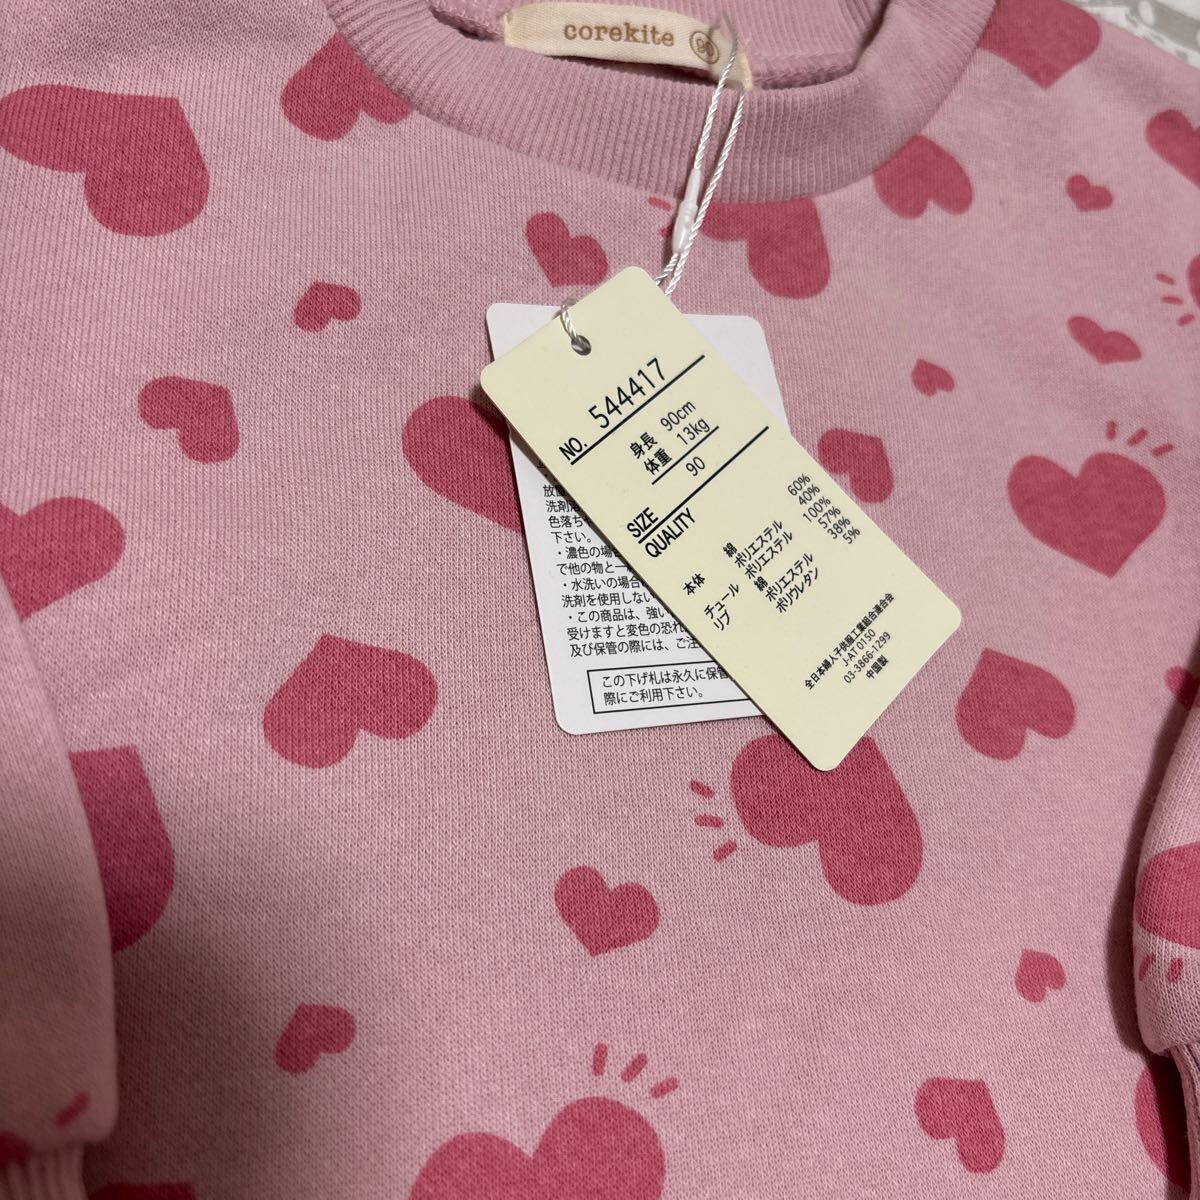 corekite
90
NO. 544417
身長 90cm
体重 13kg
90
SIZE
QUALITY
本体 綿 60%
ポリエステル 40%
チュール ポリエステル 100%
リブ 綿 57%
ポリエステル 38%
ポリウレタン 5%
全日本婦人子供服工業組合連合会
J-AT 0150
03-3866-1299
中国製
放置
洗剤溶
色落ち
下さい。
・濃色の場合
で他の物と一緒
・水洗いの場合
洗剤を使用しない
・この商品は、強い
受けますと変色の恐れ
及び保管の際には、ご注
この下げ札は永久に保管
際にご利用下さい。